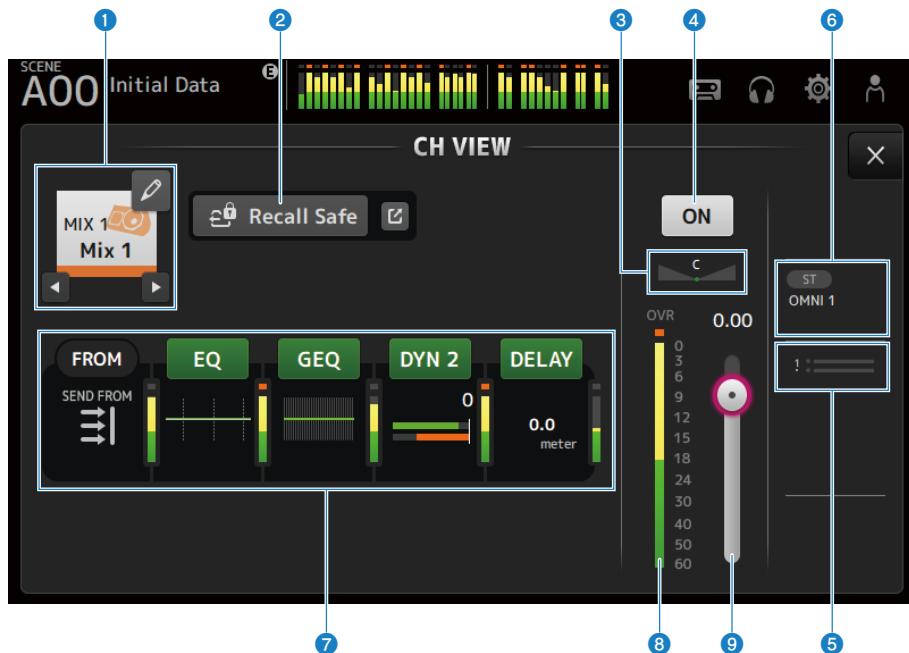 1 2 3 4 6
SCENE
A00 Initial Data E
CH VIEW
MIX 1
Mix 1
Recall Safe
ON
C
ST
OMNI 1
OVR 0.00
FROM EQ GEQ DYN 2 DELAY
SEND FROM
0
0.0
meter
0
3
6
9
12
15
18
24
30
40
50
60
1
7 8 9 5